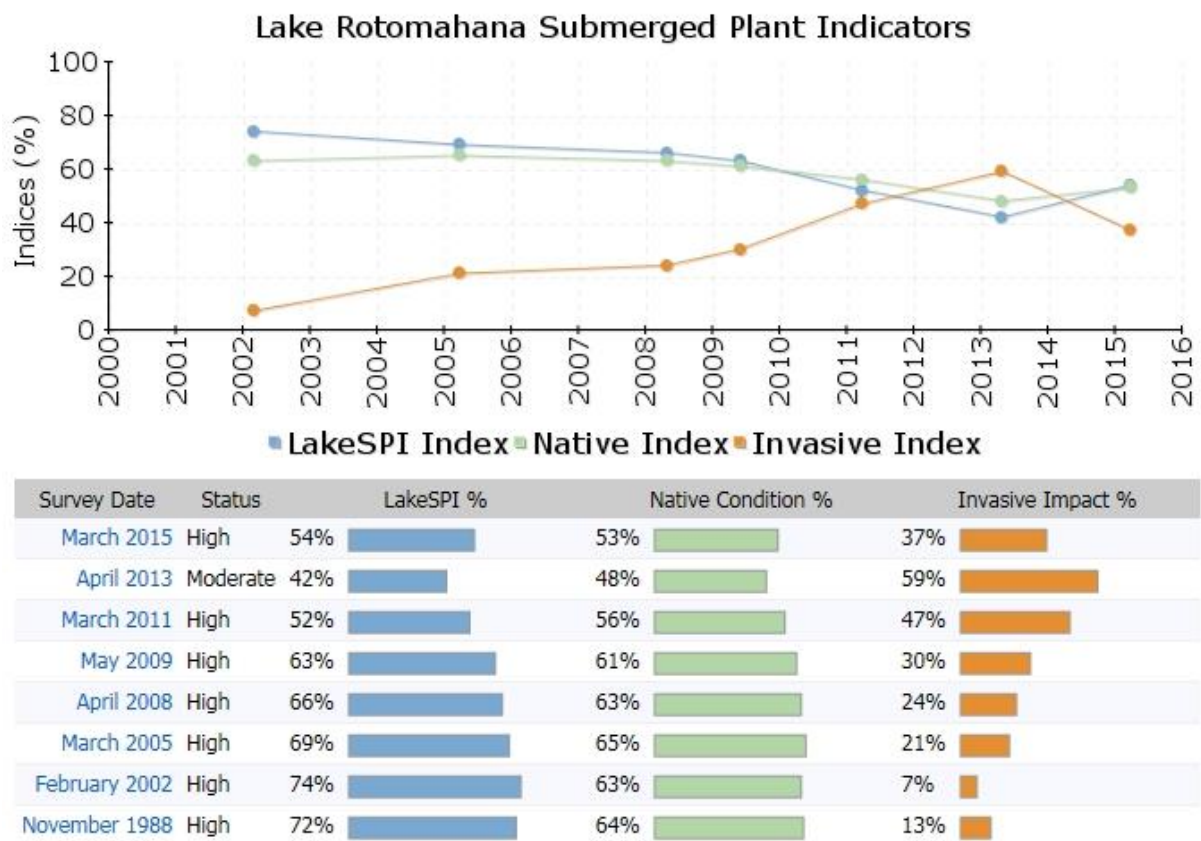 Lake Rotomahana Submerged Plant Indicators
Indices (%)
100
80
60
40
20
0
2000 2001 2002 2003 2004 2005 2006 2007 2008 2009 2010 2011 2012 2013 2014 2015 2016
LakeSPI Index Native Index Invasive Index
Survey Date Status LakeSPI % Native Condition % Invasive Impact %
March 2015 High 54% 53% 37%
April 2013 Moderate 42% 48% 59%
March 2011 High 52% 56% 47%
May 2009 High 63% 61% 30%
April 2008 High 66% 63% 24%
March 2005 High 69% 65% 21%
February 2002 High 74% 63% 7%
November 1988 High 72% 64% 13%